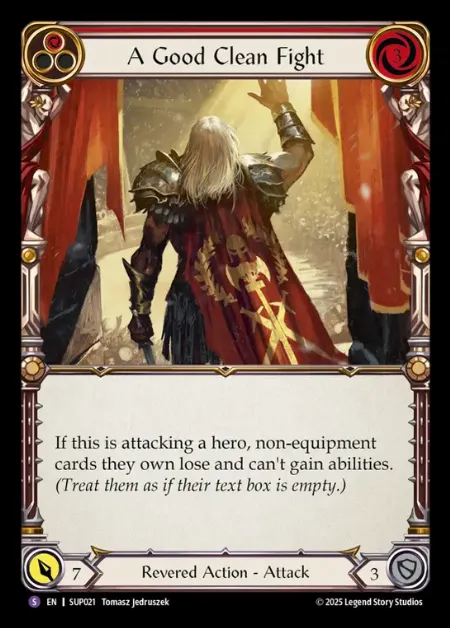 A Good Clean Fight
3
If this is attacking a hero, non-equipment
cards they own lose and can't gain abilities.
(Treat them as if their text box is empty.)
7
Revered Action - Attack
3
S EN | SUP021 Tomasz Jedruszek
© 2025 Legend Story Studios